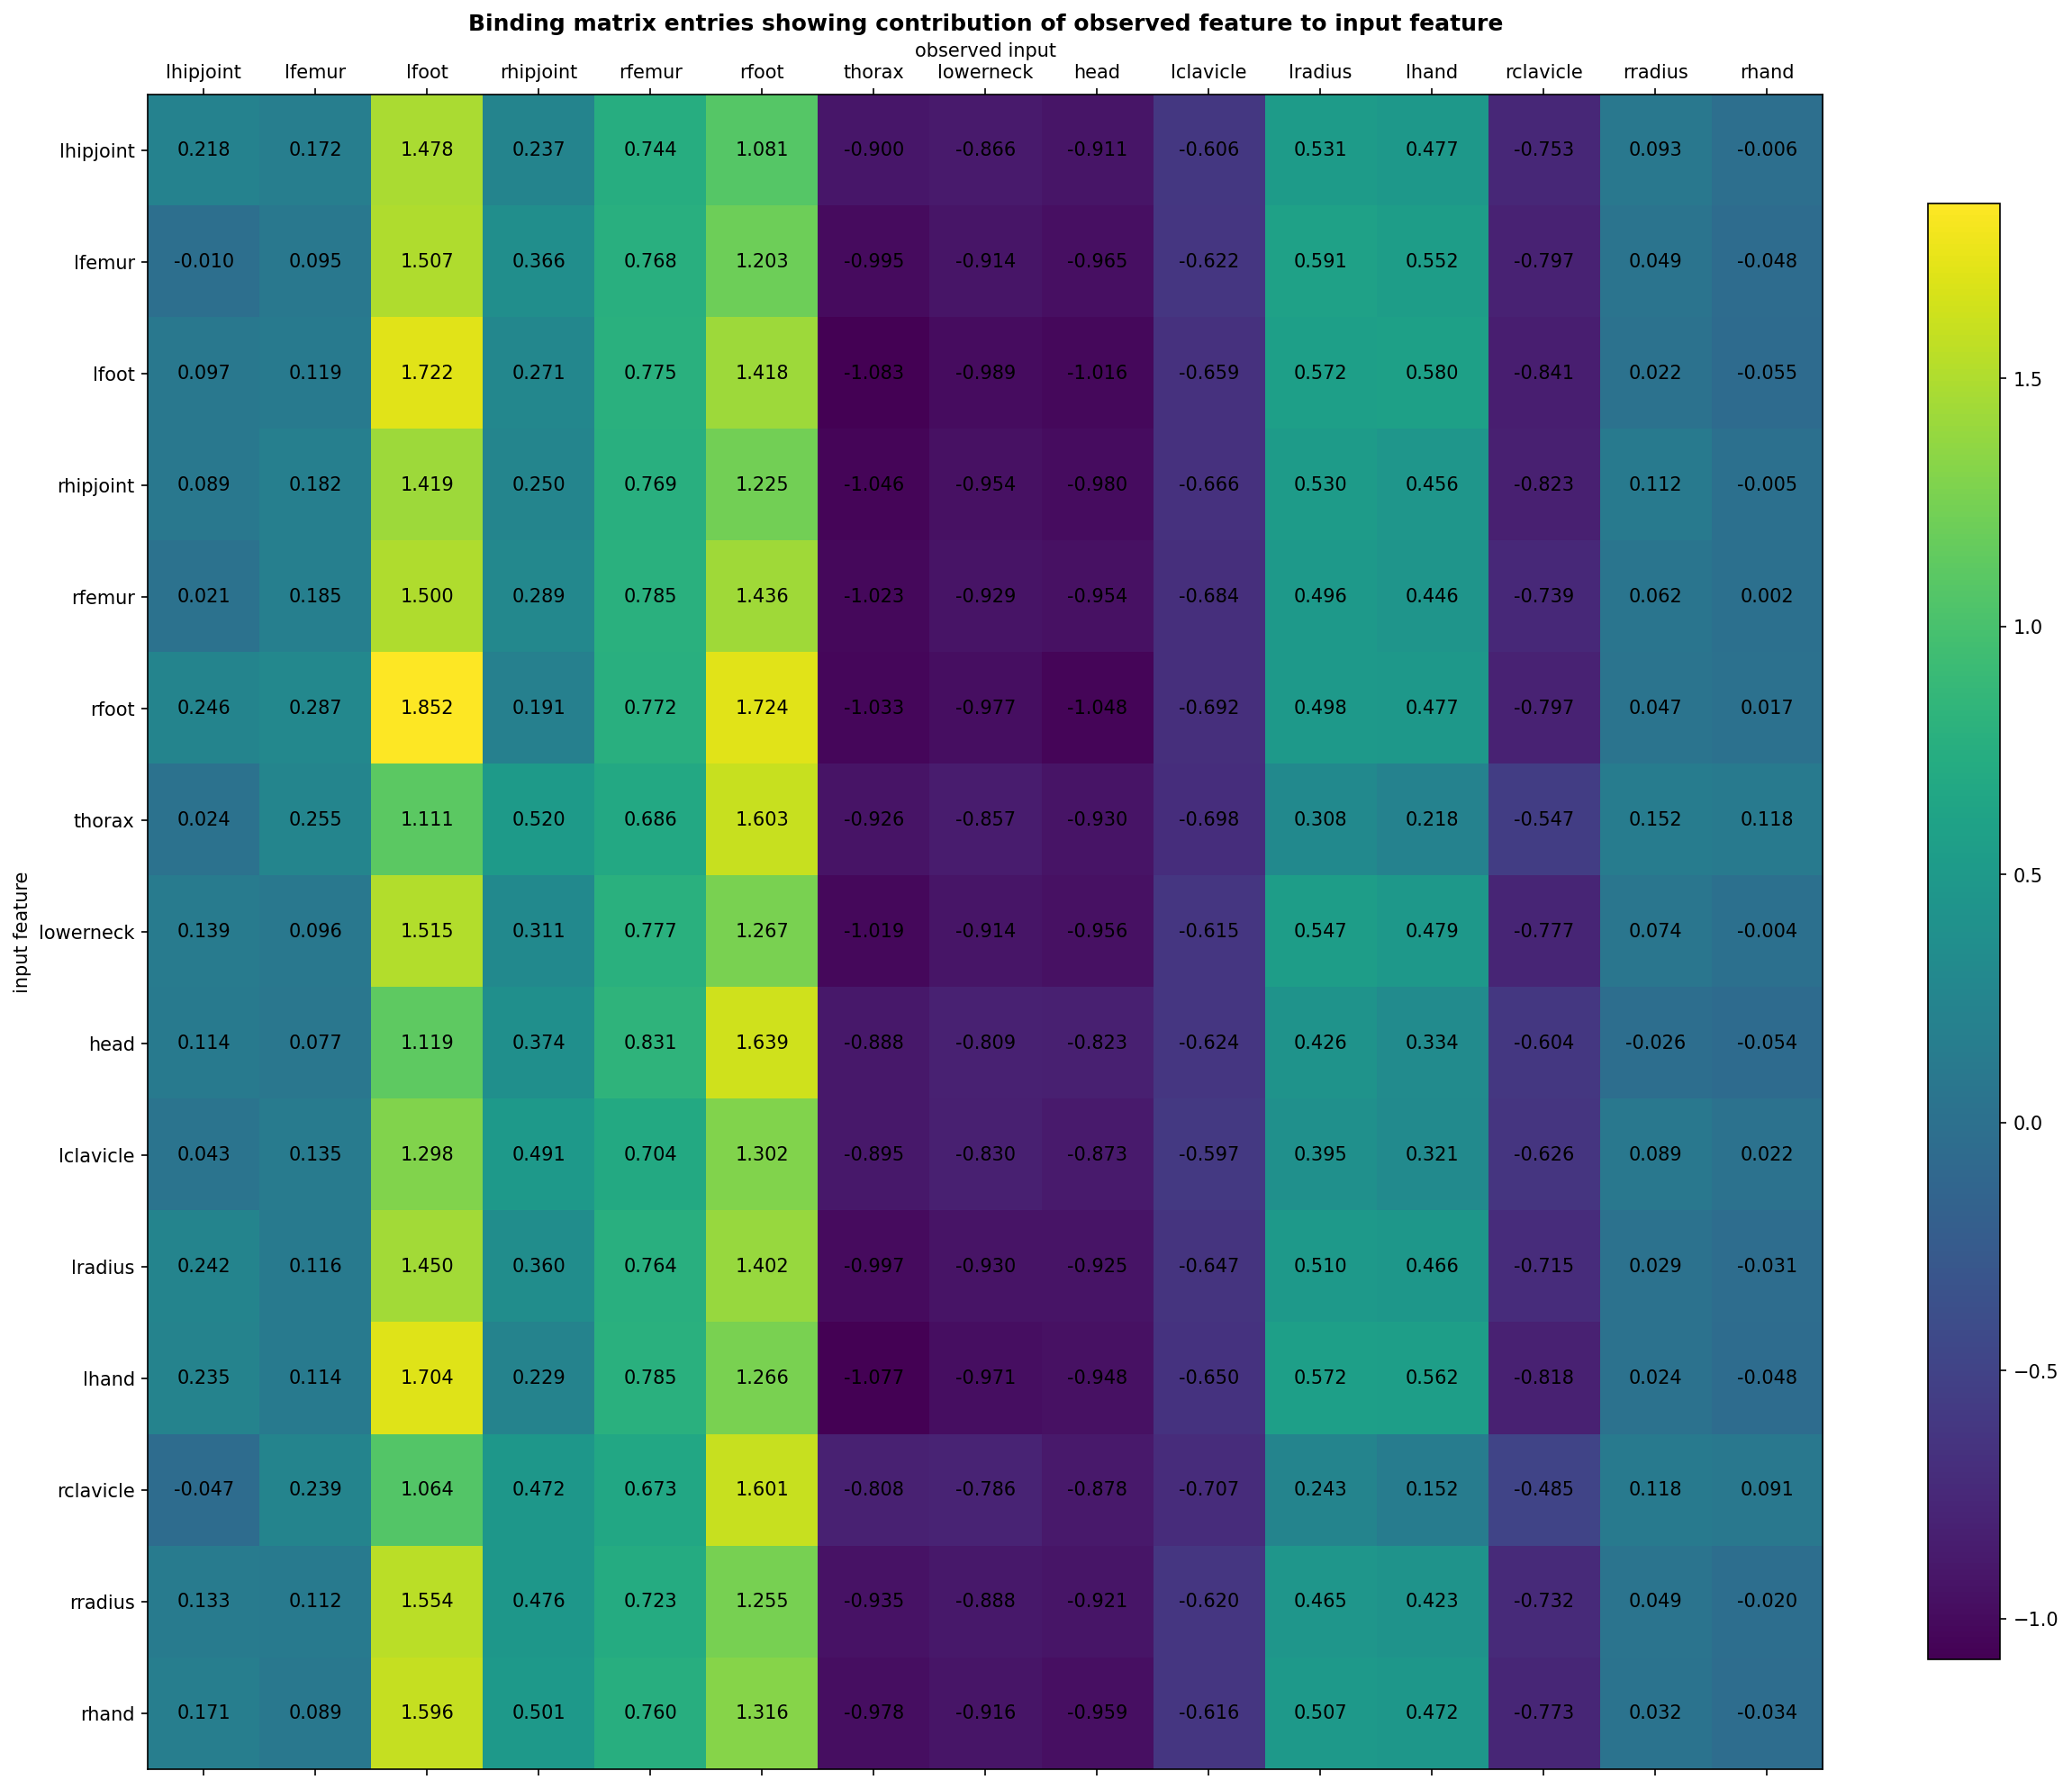 Binding matrix entries showing contribution of observed feature to input feature
observed input
lhipjoint lfemur lfoot rhipjoint rfemur rfoot thorax lowerneck head lclavicle lradius lhand rclavicle rradius rhand
lhipjoint 0.218 0.172 1.478 0.237 0.744 1.081 -0.900 -0.866 -0.911 -0.606 0.531 0.477 -0.753 0.093 -0.006
lfemur -0.010 0.095 1.507 0.366 0.768 1.203 -0.995 -0.914 -0.965 -0.622 0.591 0.552 -0.797 0.049 -0.048
lfoot 0.097 0.119 1.722 0.271 0.775 1.418 -1.083 -0.989 -1.016 -0.659 0.572 0.580 -0.841 0.022 -0.055
rhipjoint 0.089 0.182 1.419 0.250 0.769 1.225 -1.046 -0.954 -0.980 -0.666 0.530 0.456 -0.823 0.112 -0.005
rfemur 0.021 0.185 1.500 0.289 0.785 1.436 -1.023 -0.929 -0.954 -0.684 0.496 0.446 -0.739 0.062 0.002
rfoot 0.246 0.287 1.852 0.191 0.772 1.724 -1.033 -0.977 -1.048 -0.692 0.498 0.477 -0.797 0.047 0.017
thorax 0.024 0.255 1.111 0.520 0.686 1.603 -0.926 -0.857 -0.930 -0.698 0.308 0.218 -0.547 0.152 0.118
lowerneck 0.139 0.096 1.515 0.311 0.777 1.267 -1.019 -0.914 -0.956 -0.615 0.547 0.479 -0.777 0.074 -0.004
head 0.114 0.077 1.119 0.374 0.831 1.639 -0.888 -0.809 -0.823 -0.624 0.426 0.334 -0.604 -0.026 -0.054
lclavicle 0.043 0.135 1.298 0.491 0.704 1.302 -0.895 -0.830 -0.873 -0.597 0.395 0.321 -0.626 0.089 0.022
lradius 0.242 0.116 1.450 0.360 0.764 1.402 -0.997 -0.930 -0.925 -0.647 0.510 0.466 -0.715 0.029 -0.031
lhand 0.235 0.114 1.704 0.229 0.785 1.266 -1.077 -0.971 -0.948 -0.650 0.572 0.562 -0.818 0.024 -0.048
rclavicle -0.047 0.239 1.064 0.472 0.673 1.601 -0.808 -0.786 -0.878 -0.707 0.243 0.152 -0.485 0.118 0.091
rradius 0.133 0.112 1.554 0.476 0.723 1.255 -0.935 -0.888 -0.921 -0.620 0.465 0.423 -0.732 0.049 -0.020
rhand 0.171 0.089 1.596 0.501 0.760 1.316 -0.978 -0.916 -0.959 -0.616 0.507 0.472 -0.773 0.032 -0.034
input feature
1.5
1.0
0.5
0.0
−0.5
−1.0